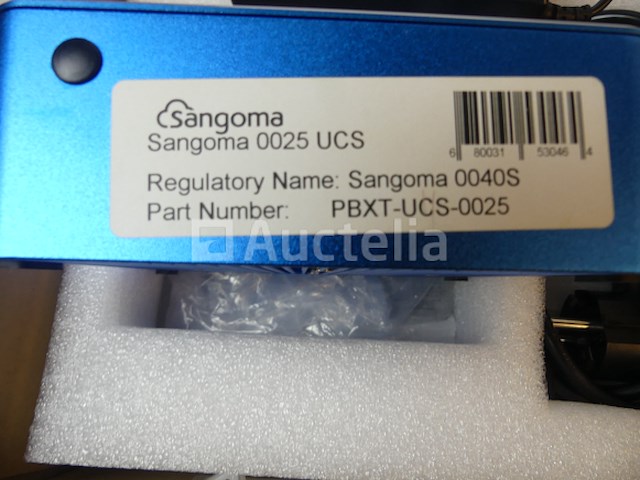 Sangoma
Sangoma 0025 UCS
6 80031 53046 4
Regulatory Name: Sangoma 0040S
Part Number: PBXT-UCS-0025
Auctelia